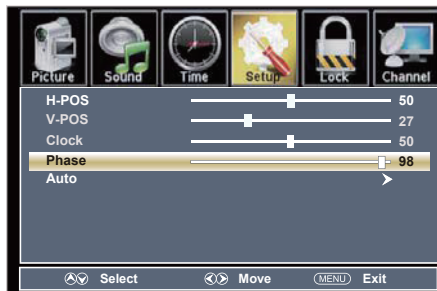 Picture Sound Time Setup Lock Channel
H-POS 50
V-POS 27
Clock 50
Phase 98
Auto
Select Move MENU Exit